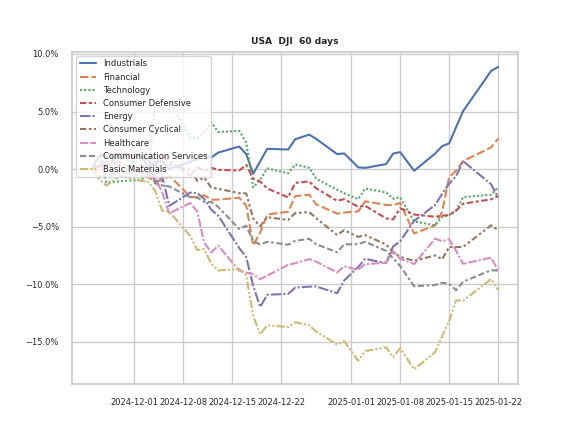 USA  DJI  60 days
10.0%
5.0%
0.0%
−5.0%
−10.0%
−15.0%
Industrials
Financial
Technology
Consumer Defensive
Energy
Consumer Cyclical
Healthcare
Communication Services
Basic Materials
2024-12-01 2024-12-08 2024-12-15 2024-12-22 2025-01-01 2025-01-08 2025-01-15 2025-01-22